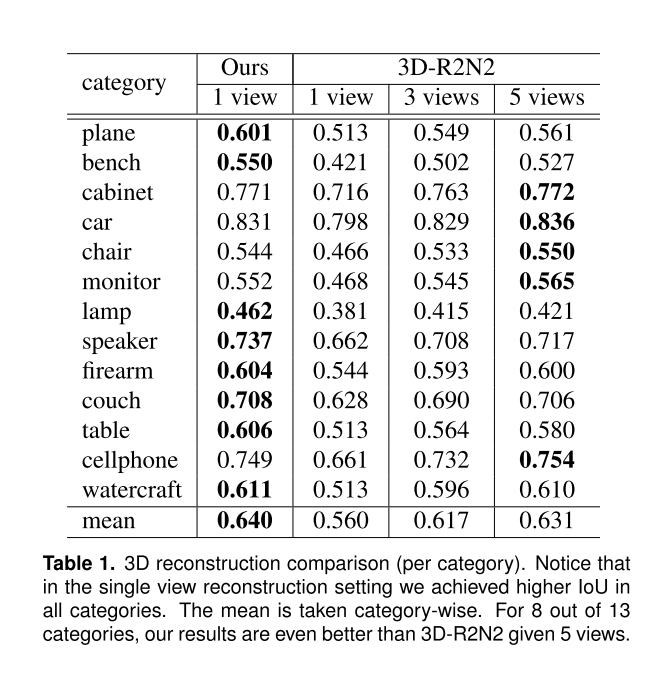 category Ours 3D-R2N2
1 view 1 view 3 views 5 views
plane 0.601 0.513 0.549 0.561
bench 0.550 0.421 0.502 0.527
cabinet 0.771 0.716 0.763 0.772
car 0.831 0.798 0.829 0.836
chair 0.544 0.466 0.533 0.550
monitor 0.552 0.468 0.545 0.565
lamp 0.462 0.381 0.415 0.421
speaker 0.737 0.662 0.708 0.717
firearm 0.604 0.544 0.593 0.600
couch 0.708 0.628 0.690 0.706
table 0.606 0.513 0.564 0.580
cellphone 0.749 0.661 0.732 0.754
watercraft 0.611 0.513 0.596 0.610
mean 0.640 0.560 0.617 0.631
Table 1. 3D reconstruction comparison (per category). Notice that
in the single view reconstruction setting we achieved higher IoU in
all categories. The mean is taken category-wise. For 8 out of 13
categories, our results are even better than 3D-R2N2 given 5 views.